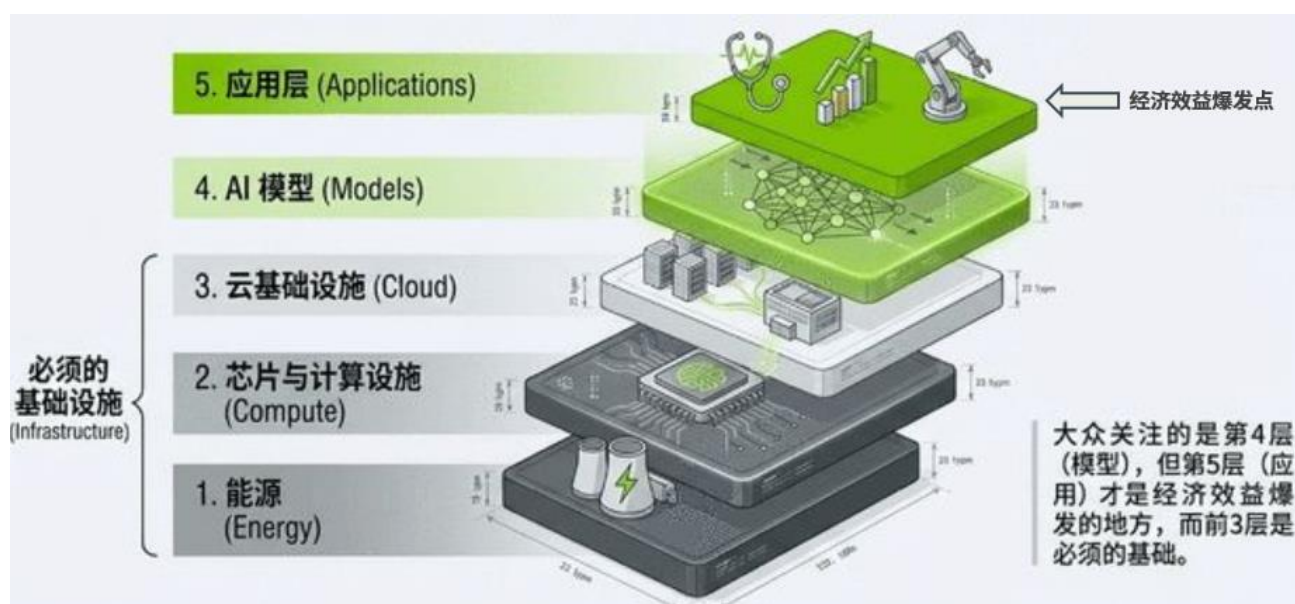 5. 应用层 (Applications)
经济效益爆发点
4. AI 模型 (Models)
3. 云基础设施 (Cloud)
必须的
基础设施
(Infrastructure)
2. 芯片与计算设施
(Compute)
1. 能源
(Energy)
大众关注的是第4层
（模型），但第5层（应
用）才是经济效益爆
发的地方，而前3层是
必须的基础。